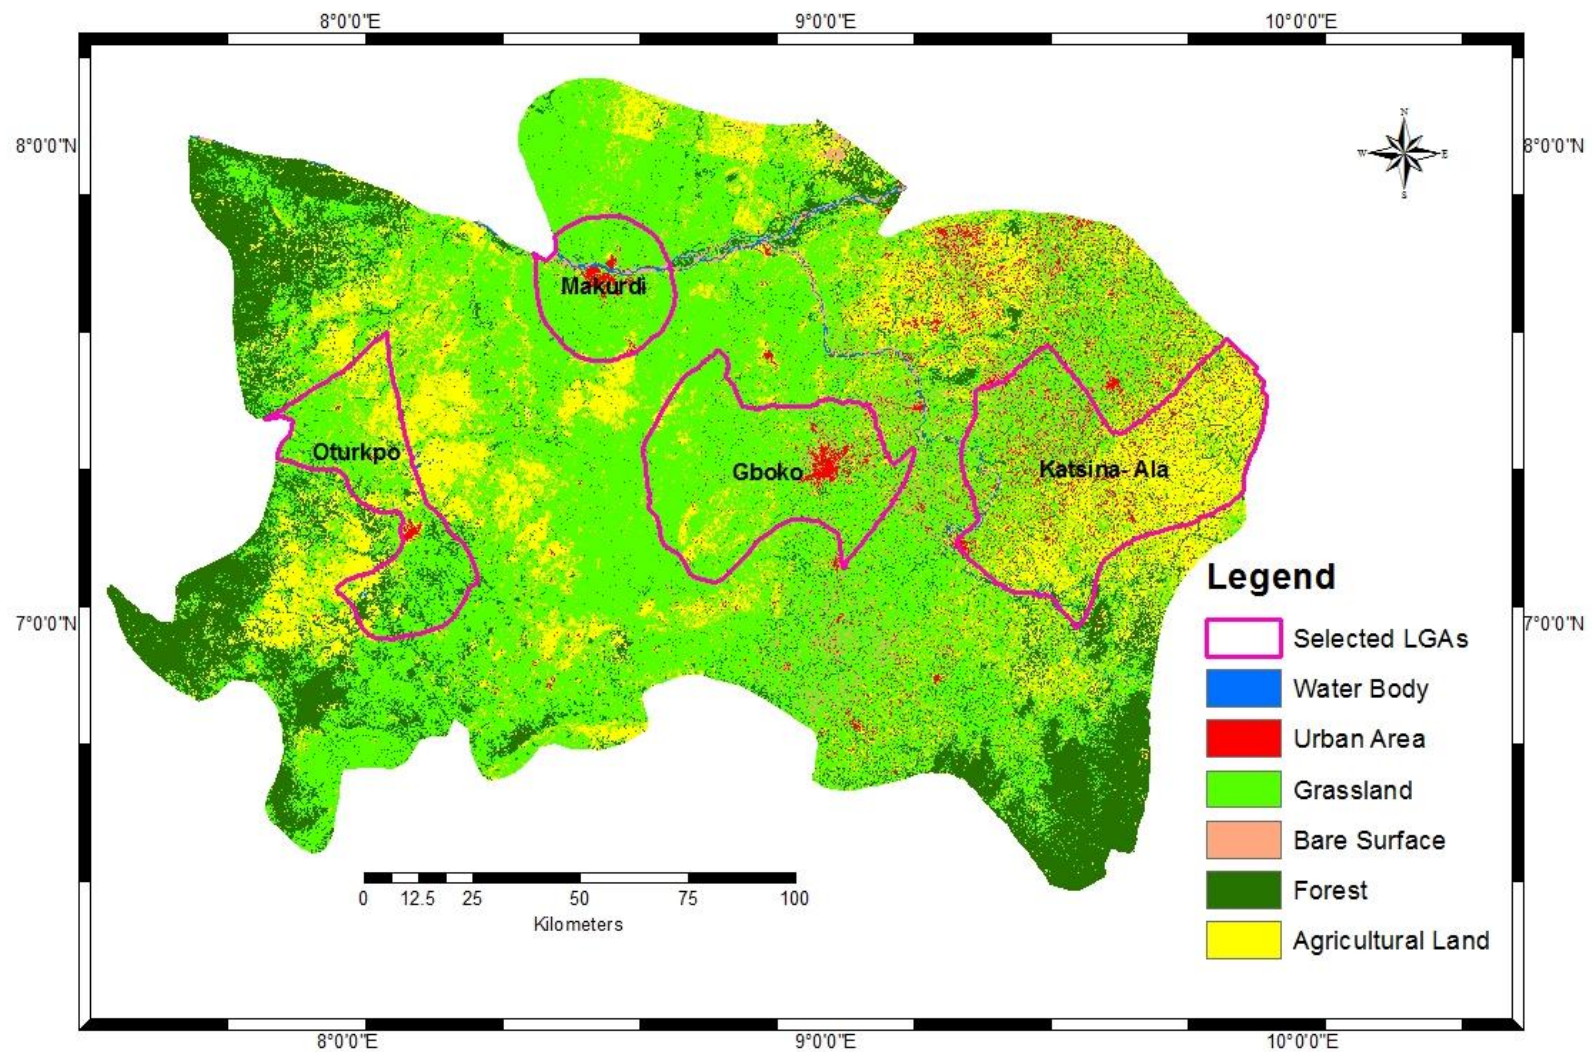 8°0'0"E
9°0'0"E
10°0'0"E
8°0'0"N
8°0'0"N
N
W
E
S
Makurdi
Oturkpo
Gboko
Katsina- Ala
Legend
Selected LGAs
7°0'0"N
7°0'0"N
Water Body
Urban Area
Grassland
Bare Surface
Forest
Agricultural Land
0 12.5 25 50 75 100
Kilometers
8°0'0"E
9°0'0"E
10°0'0"E